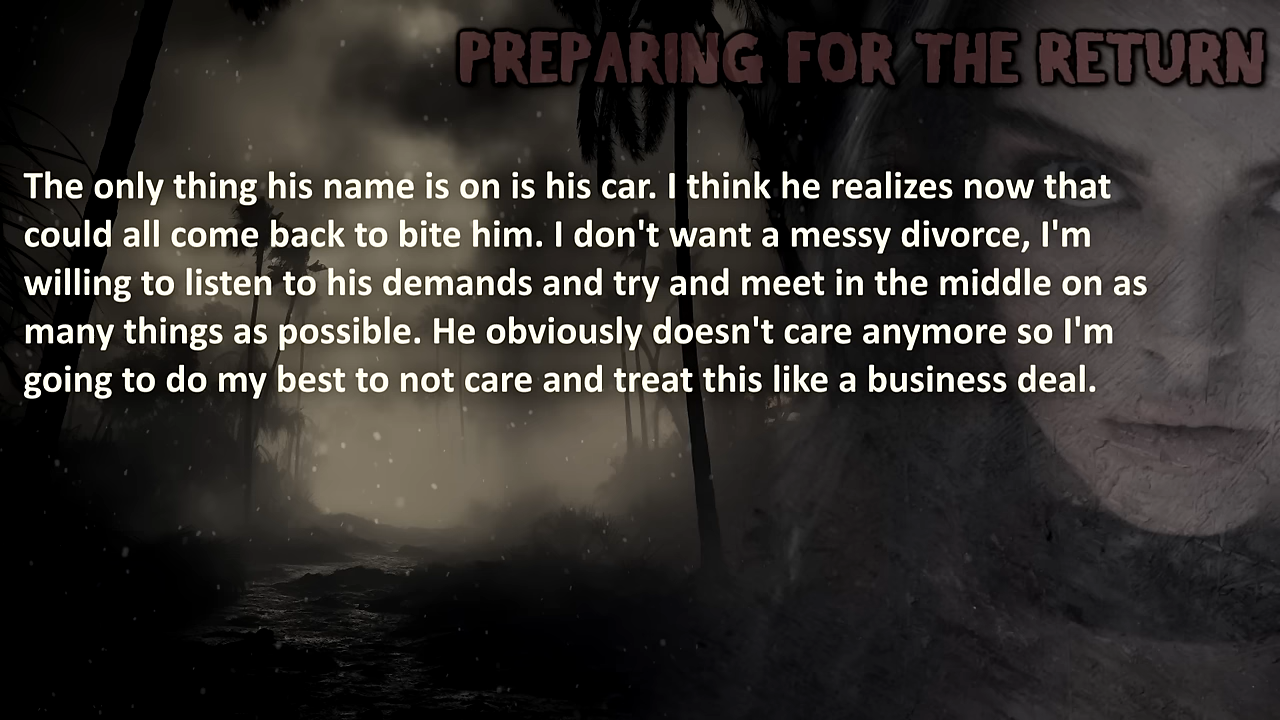 PREPARING FOR THE RETURN
The only thing his name is on is his car. I think he realizes now that
could all come back to bite him. I don't want a messy divorce, I'm
willing to listen to his demands and try and meet in the middle on as
many things as possible. He obviously doesn't care anymore so I'm
going to do my best to not care and treat this like a business deal.